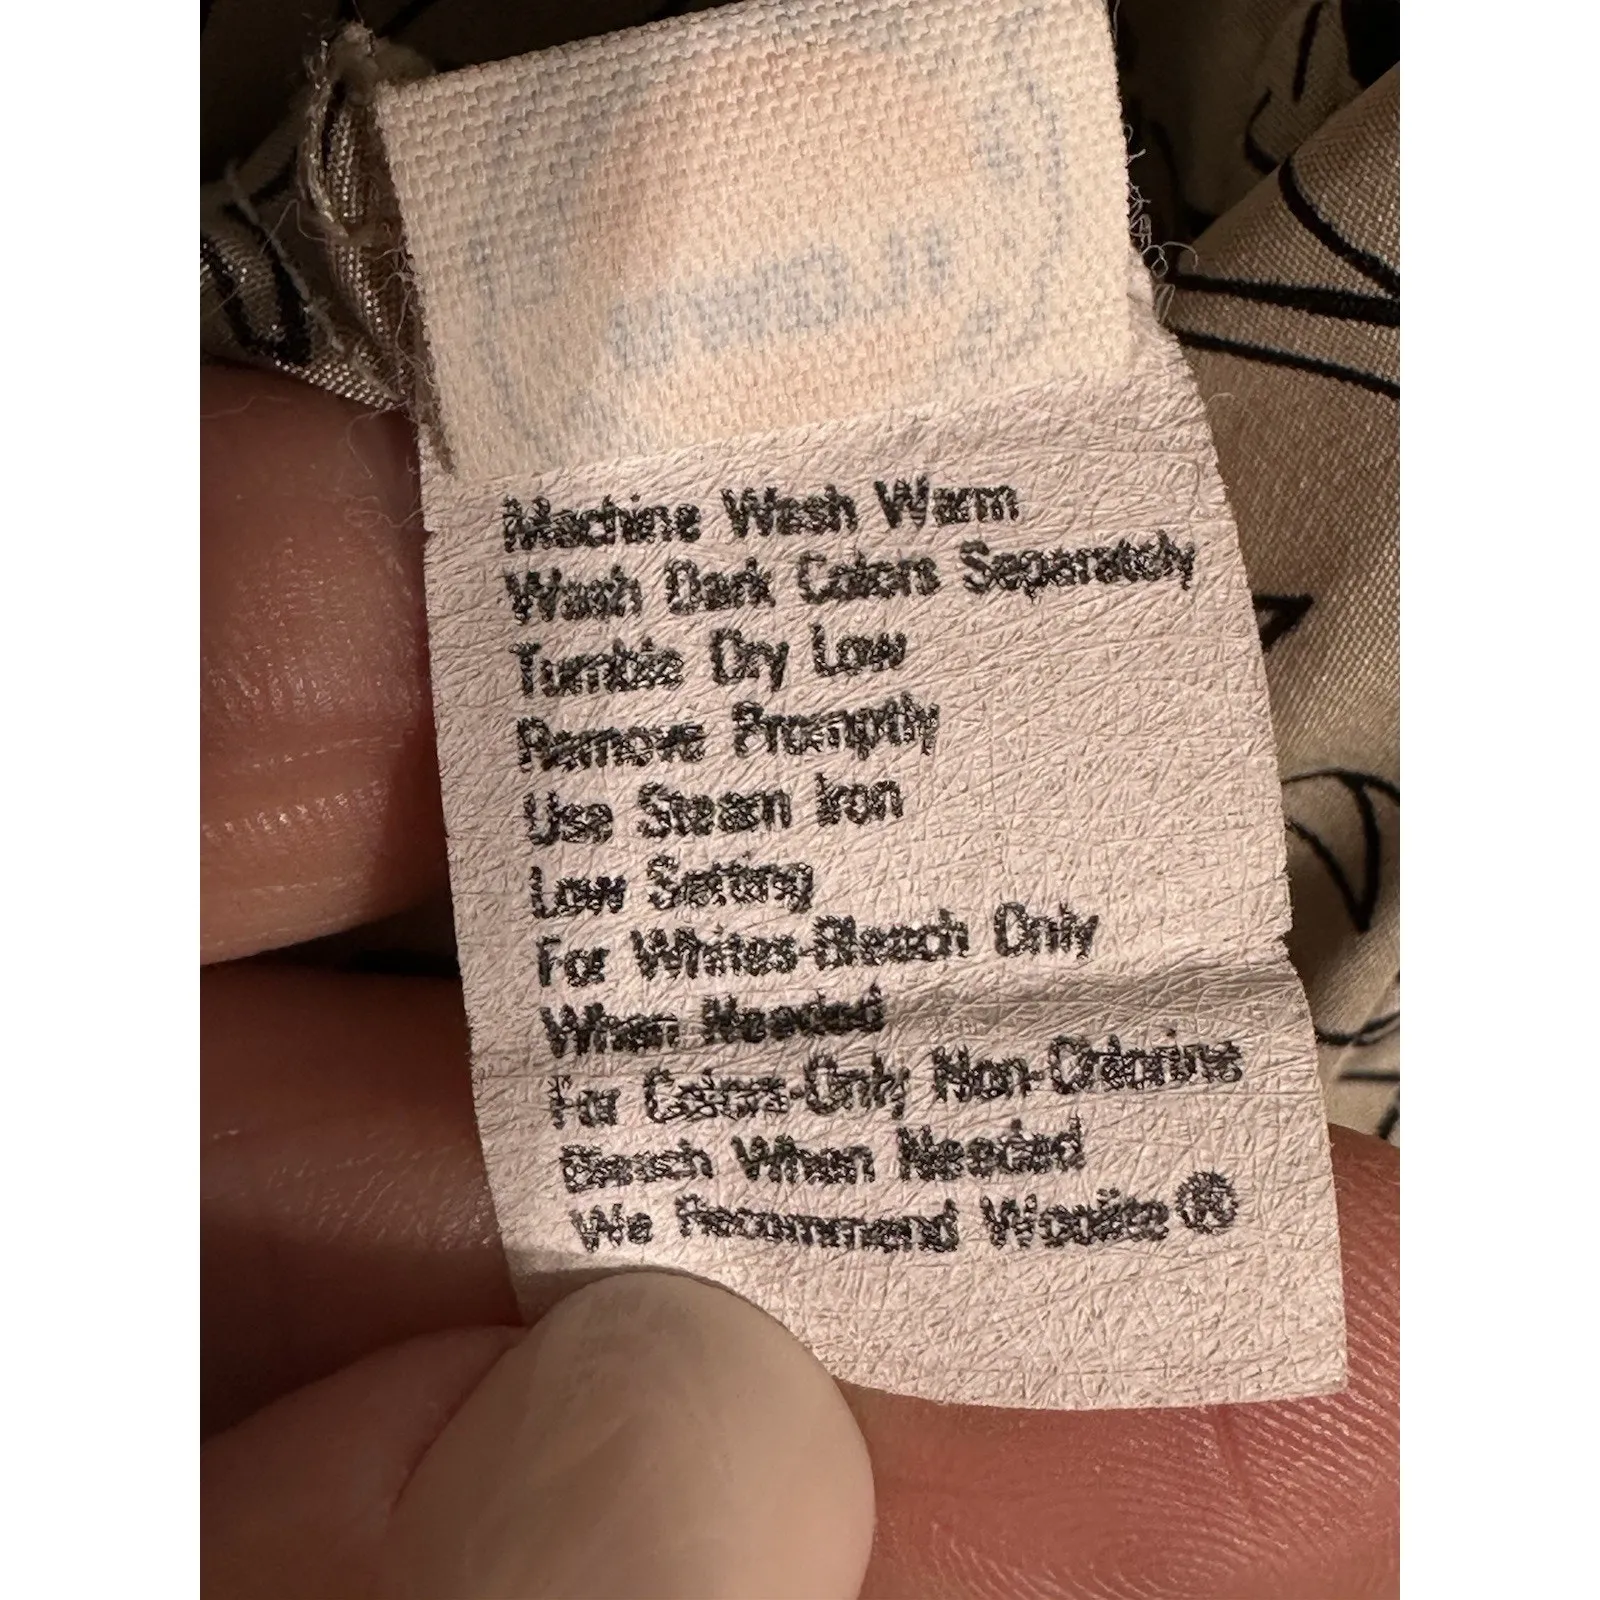 Machine Wash Warm
Wash Dark Colors Separately
Tumble Dry Low
Remove Promptly
Use Steam Iron
Low Setting
For Whites-Bleach Only
When Needed
For Colors-Only Non-Chlorine
Bleach When Needed
We Recommend Woolite®